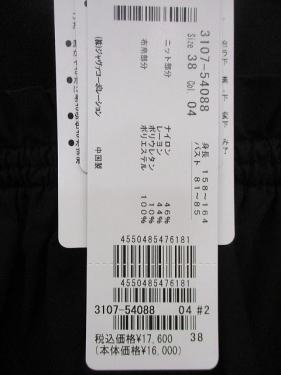 3107-54088
Size 38 Col 04
身長 158~164
バスト 81~85
ニット部分
ナイロン 46%
レーヨン 44%
ポリウレタン 10%
布帛部分
ポリエステル 100%
中国製
4550485476181
4550485476181
3107-54088 04 #2
税込価格¥17,600 38
(本体価格¥16,000)